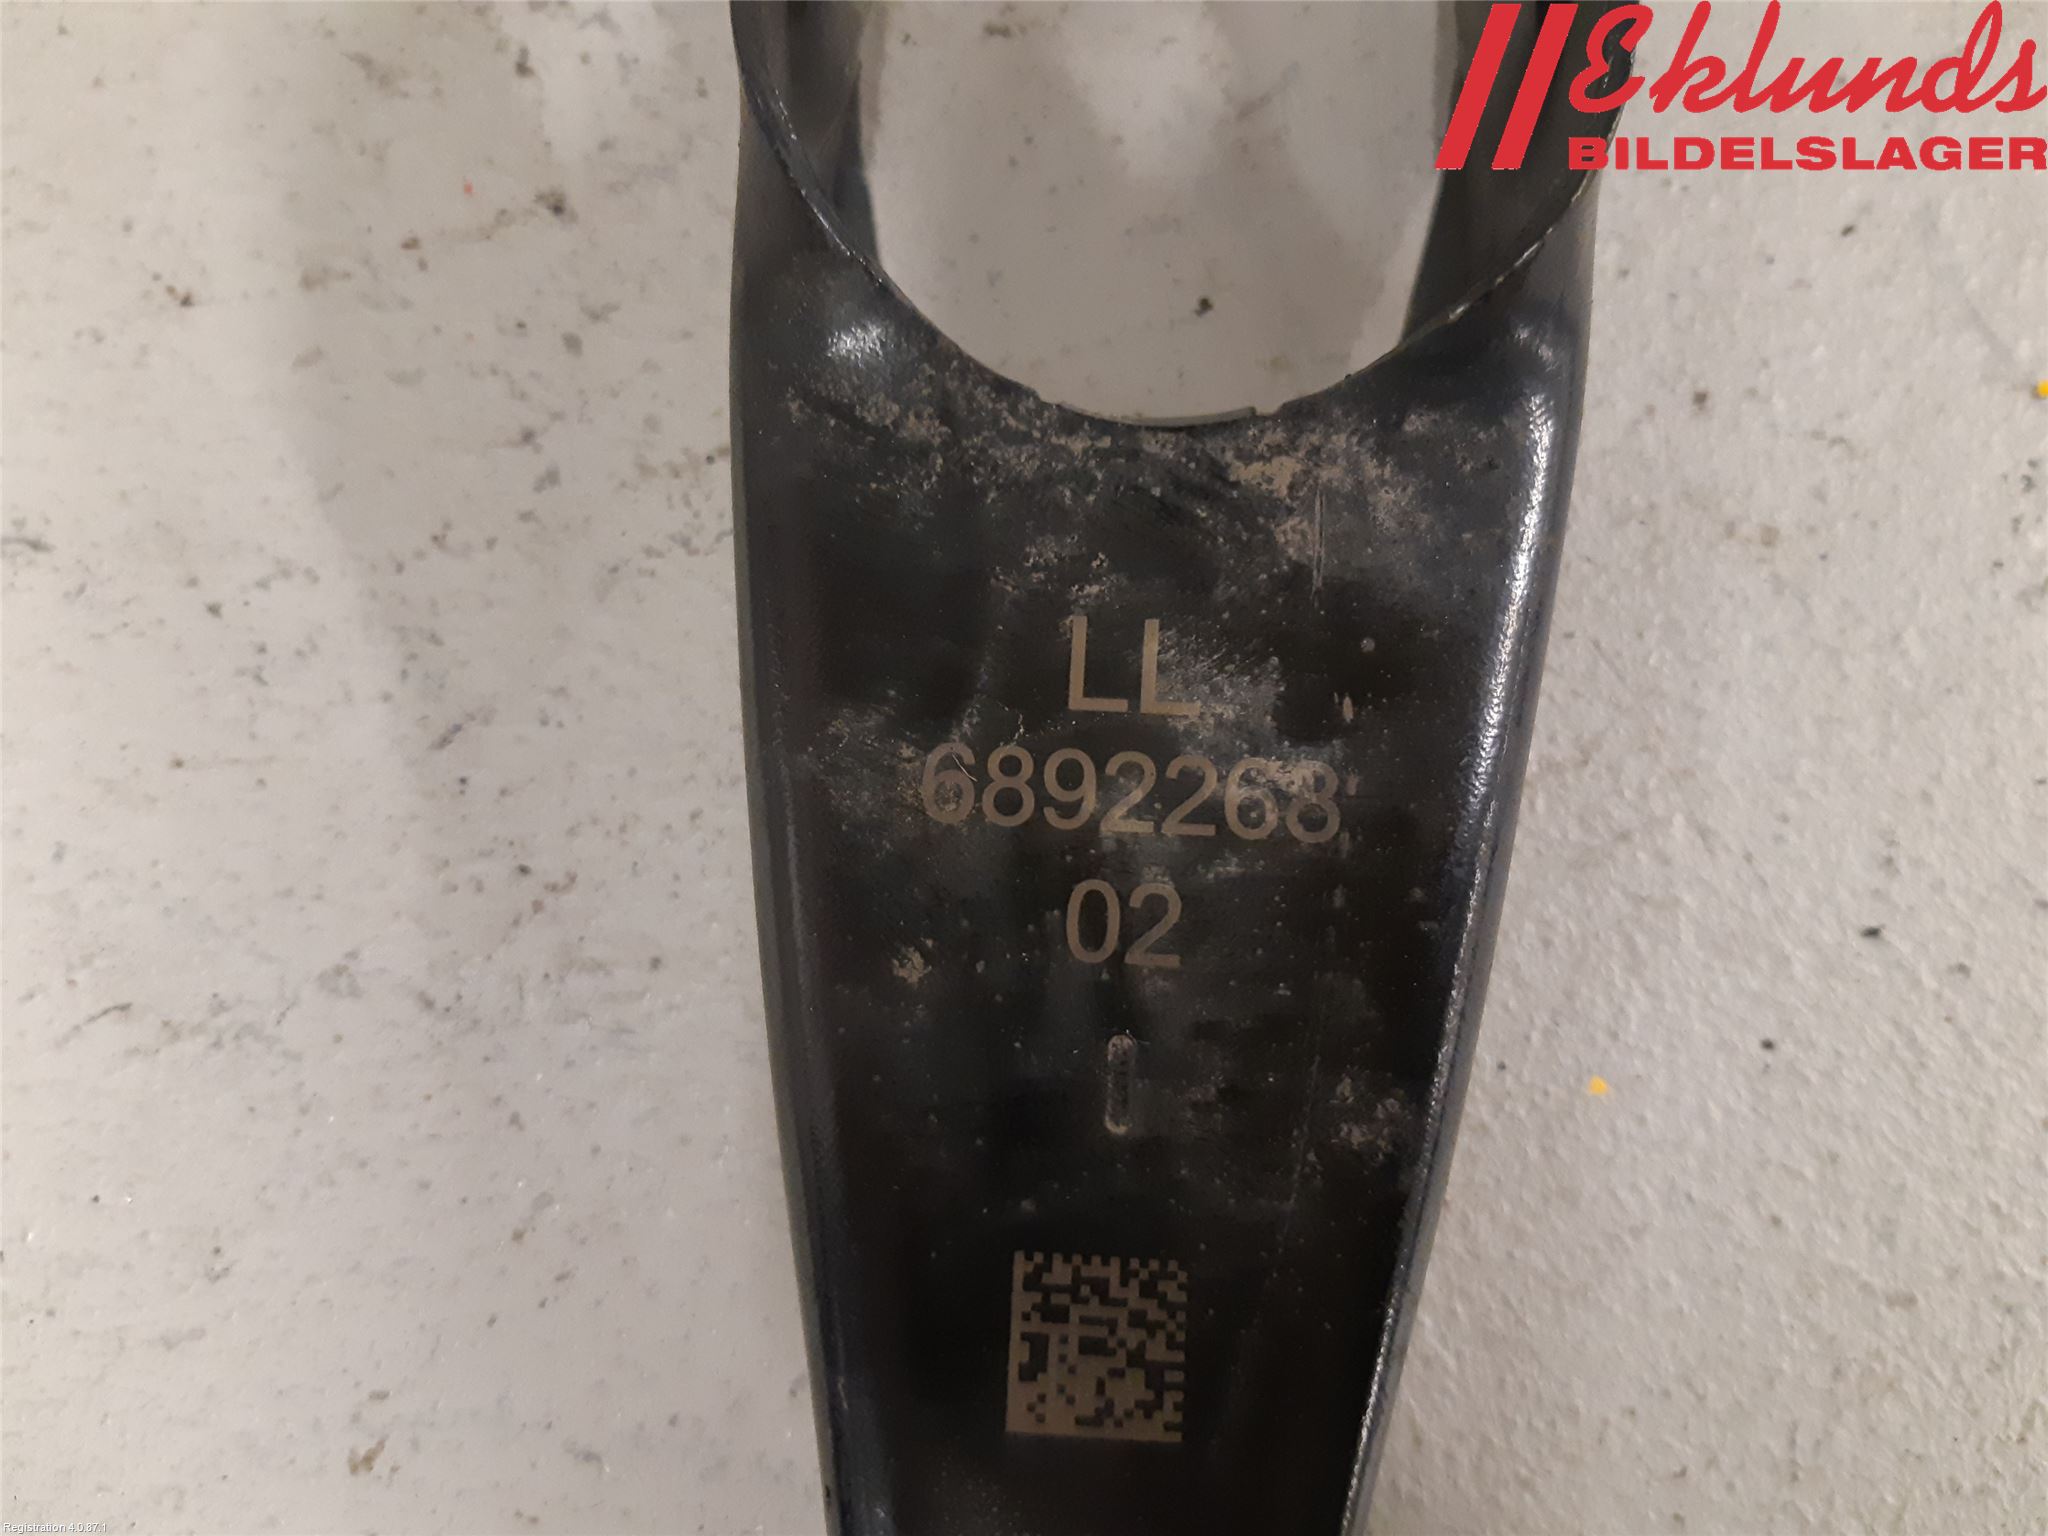 Eklunds
BILDELSLAGER
LL
6892268
02
Registration 4.0.87.1